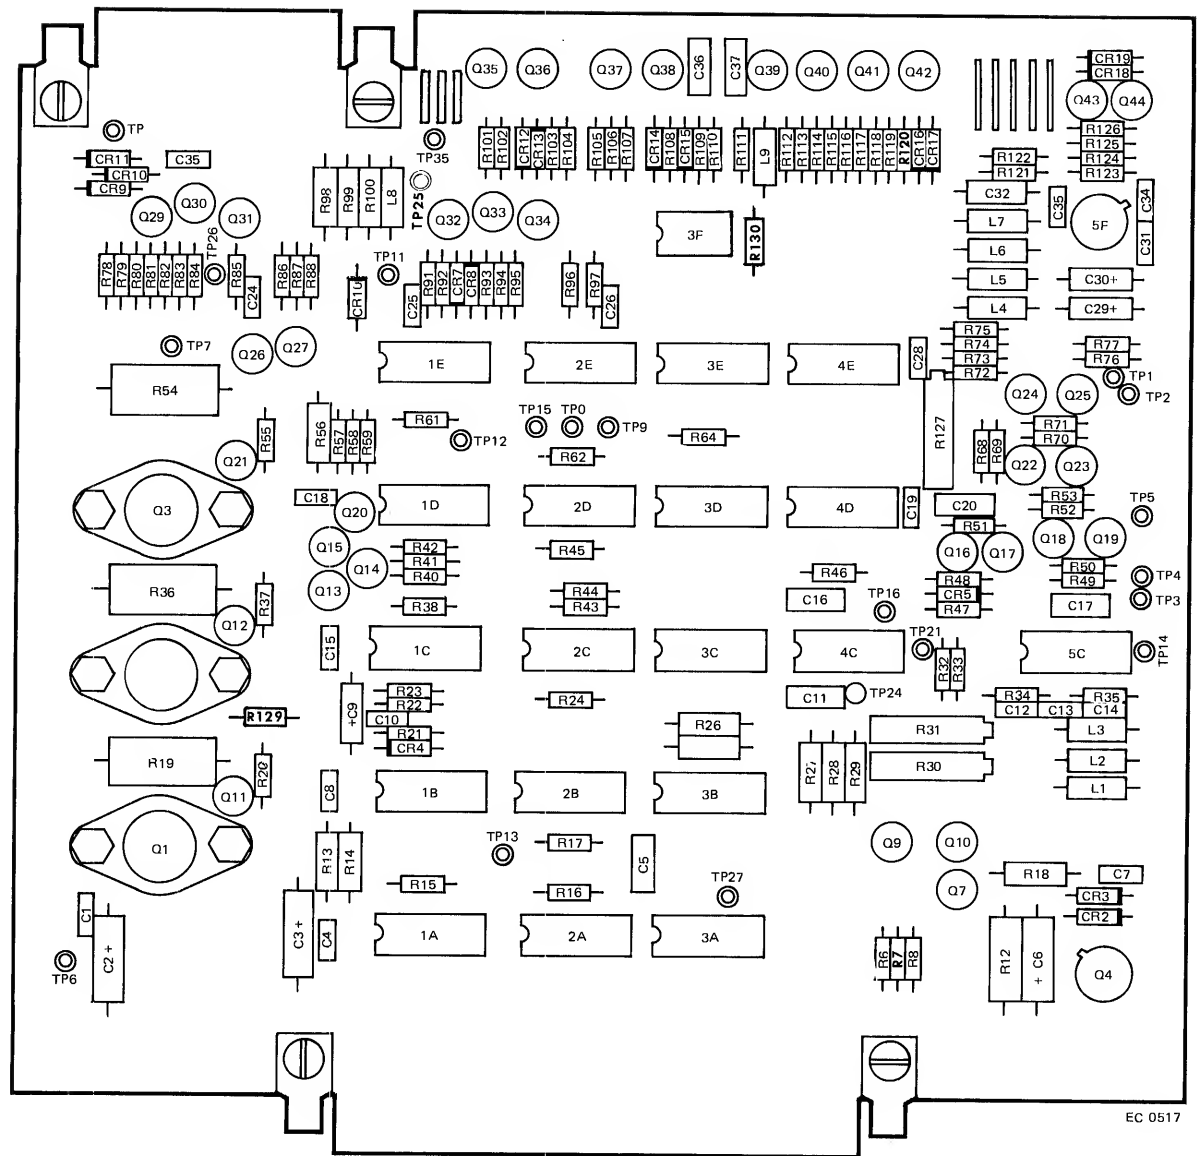 Q35 Q36 Q37 Q38 C36 C37 Q39 Q40 Q41 Q42 CR19
CR18
Q43 Q44
TP TP35 R101 R102 CR12 CR13 R103 R104 R105 R106 R107 CR14 R108 CR15 R109 R110 R111 L9 R112 R113 R114 R115 R116 R117 R118 R119 R120 CR16 CR17 R126
R125
CR11 C35 R122 R124
CR10 R121 R123
CR9 R98 R99 R100 L8 TP25 C32 C35 C34
Q29 Q30 Q31 Q32 Q33 Q34 3F R130 L7 5F C31
L6
R78 R79 R80 R81 R82 R83 R84 TP26 R85 C24 R86 R87 R88 CR10 TP11 C25 R91 R92 CR7 CR8 R93 R94 R95 R96 R97 C26 L5 C30+
L4 C29+
R75
TP7 Q26 Q27 R74 R77
1E 2E 3E 4E C28 R73 R76
R72 TP1
R54 Q24 Q25 TP2
R55 R56 R57 R58 R59 R61 TP12 TP15 TP0 TP9 R64 R127 R68 R69 R71
R70
Q21 R62 Q22 Q23
Q3 C18 Q20 1D 2D 3D 4D C19 C20 R53 TP5
R52
R51
Q15 Q14 R42 R45 Q16 Q17 Q18 Q19
R41
R36 Q13 R40 R46 R48 R50 TP4
R49
R37 R44 C16 CR5 TP3
R38 R43 TP16 R47 C17
Q12 C15 1C 2C 3C 4C TP21 R32 R33 5C TP14
R23 R24 C11 TP24 R34 R35
R22 C12 C13 C14
R129 +C9 C10 R26 R31 L3
R21
CR4
R19 R20 R27 R28 R29 R30 L2
Q11 C8 1B 2B 3B L1
Q1 R13 R14 TP13 R17 C5 Q9 Q10
R15 R16 TP27 Q7 R18 C7
CR3
C1 CR2
C2+ C3+ C4 1A 2A 3A R6 R7 R8 R12 +C6 Q4
TP6
EC 0517